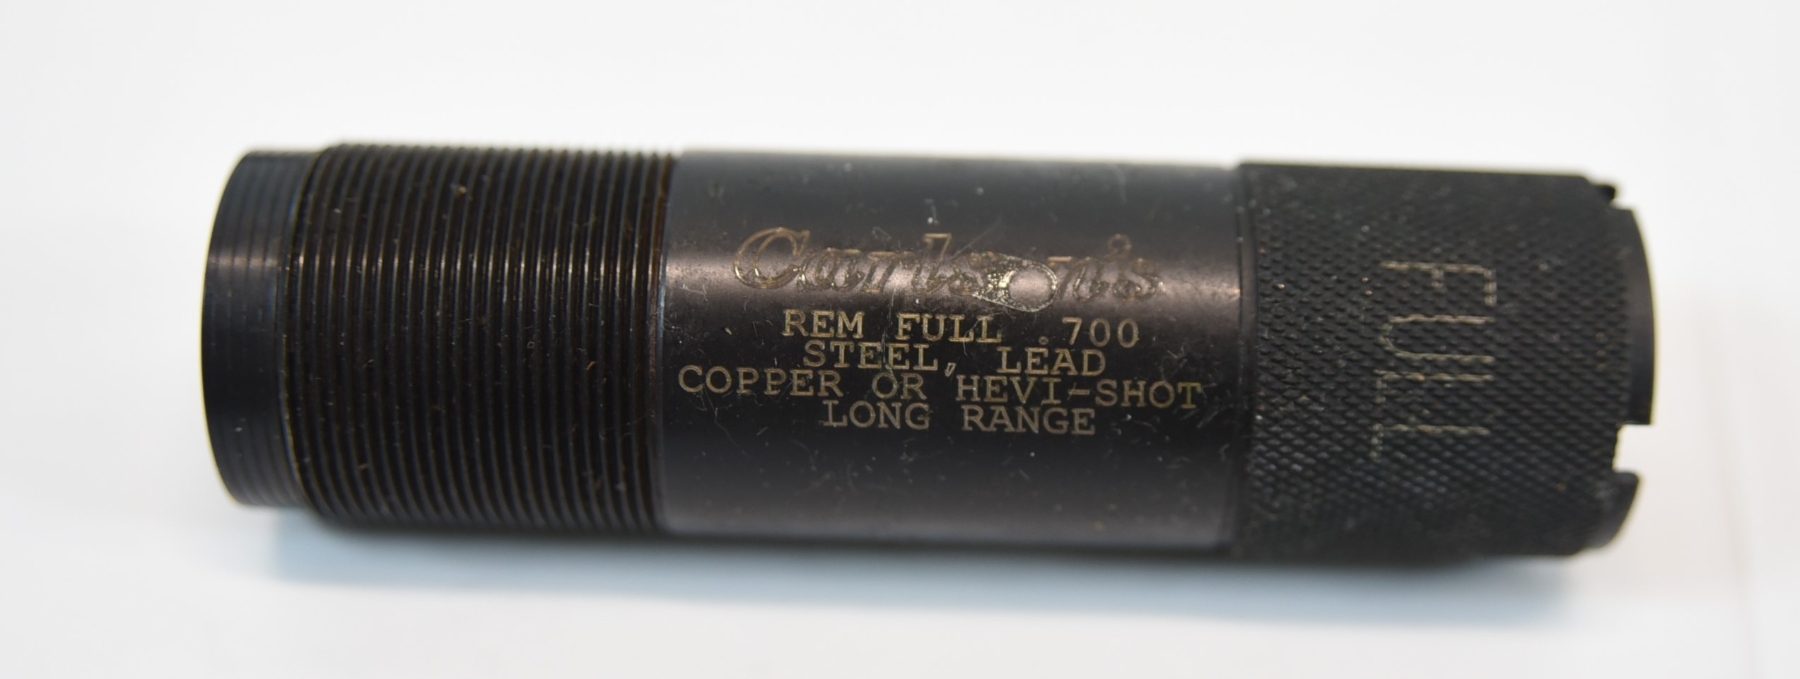 Carlson's
REM FULL .700
STEEL, LEAD
COPPER OR HEVI-SHOT
LONG RANGE
FULL